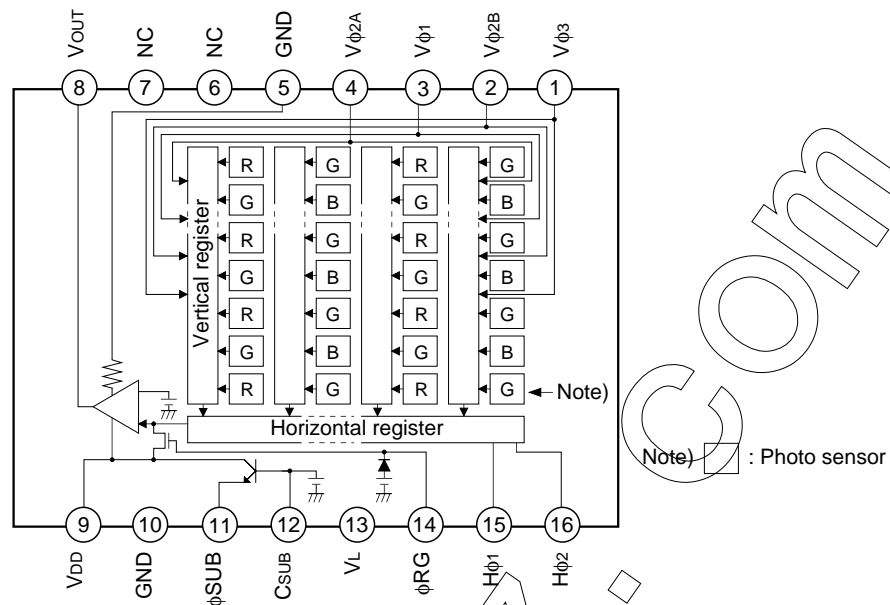 VOUT NC NC GND Vϕ2A Vϕ1 Vϕ2B Vϕ3
8 7 6 5 4 3 2 1
R G R G
G B G B
R G R G
G B G B
R G R G
G B G B
R G R G
Vertical register
Note)
Horizontal register
Note) : Photo sensor
9 10 11 12 13 14 15 16
VDD GND ϕSUB CSUB VL ϕRG Hϕ1 Hϕ2
.com